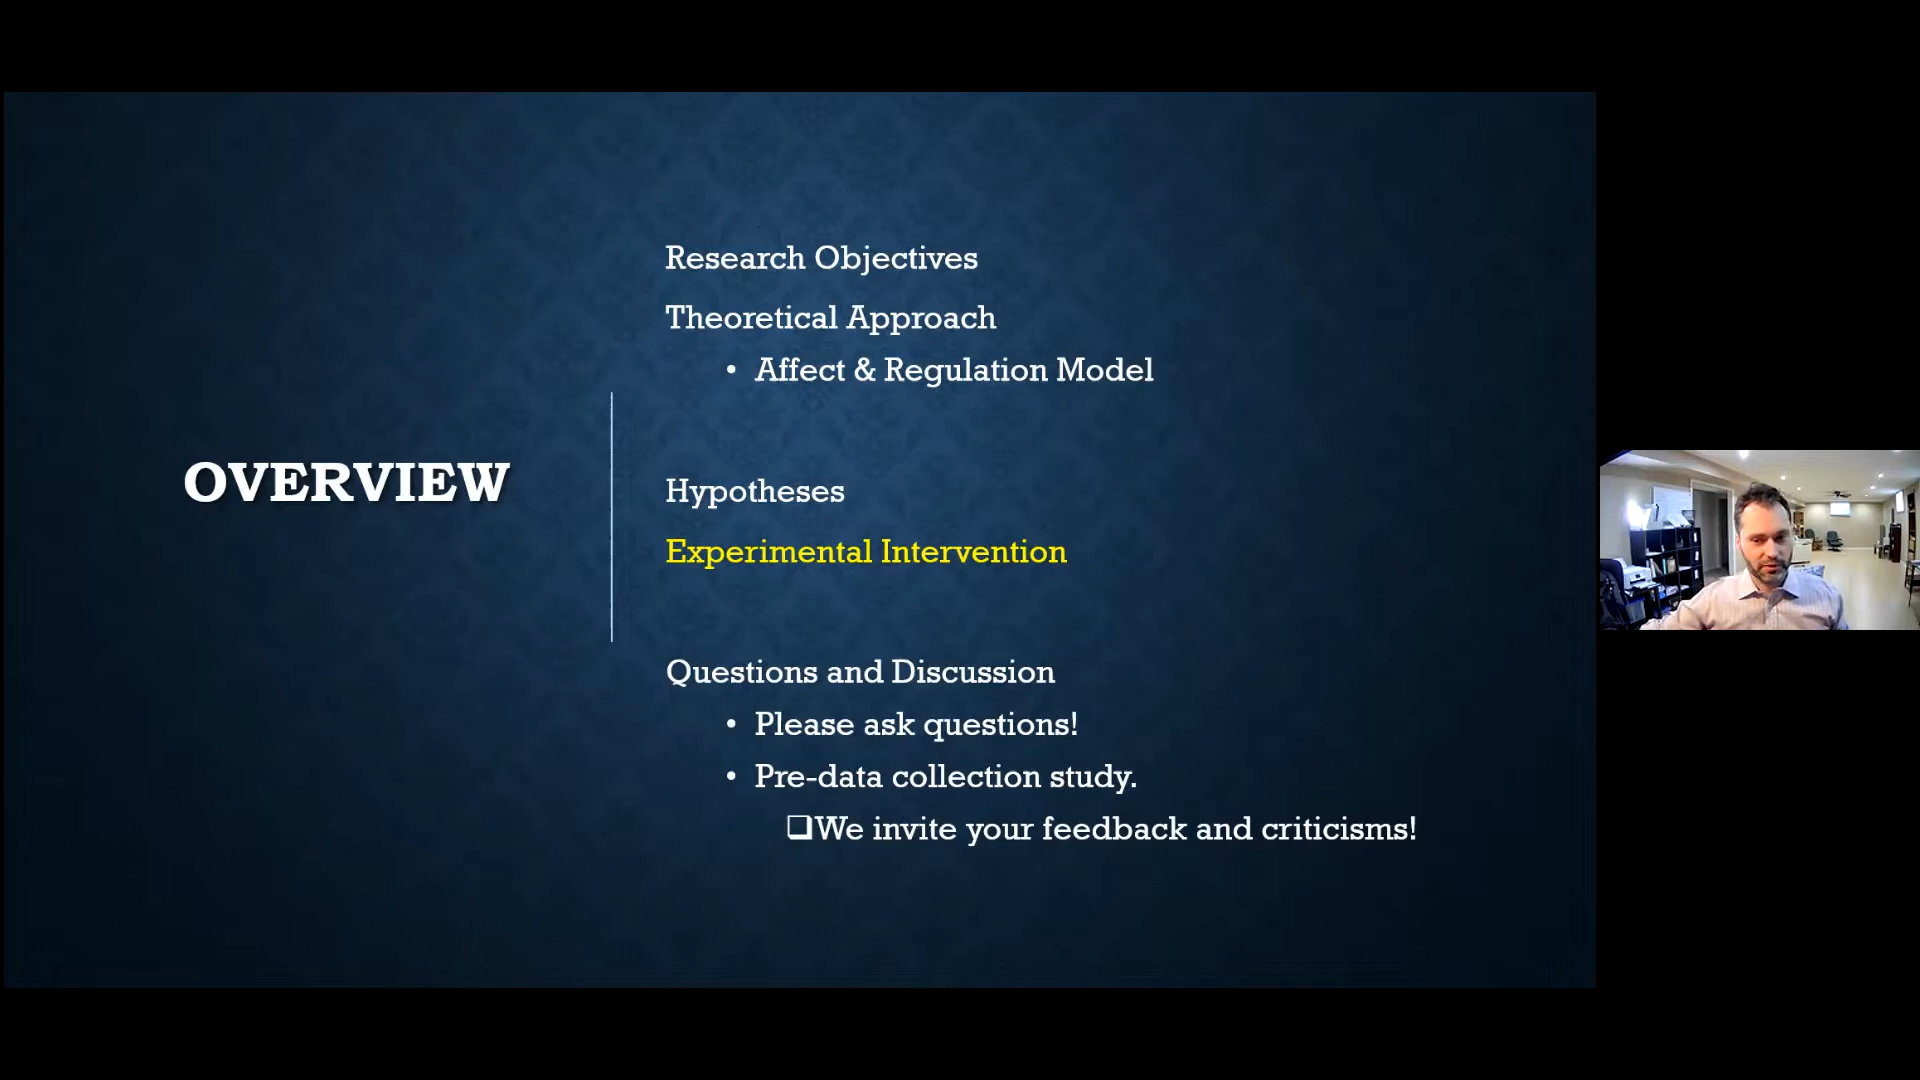 OVERVIEW
Research Objectives
Theoretical Approach
• Affect & Regulation Model
Hypotheses
Experimental Intervention
Questions and Discussion
• Please ask questions!
• Pre-data collection study.
❑We invite your feedback and criticisms!